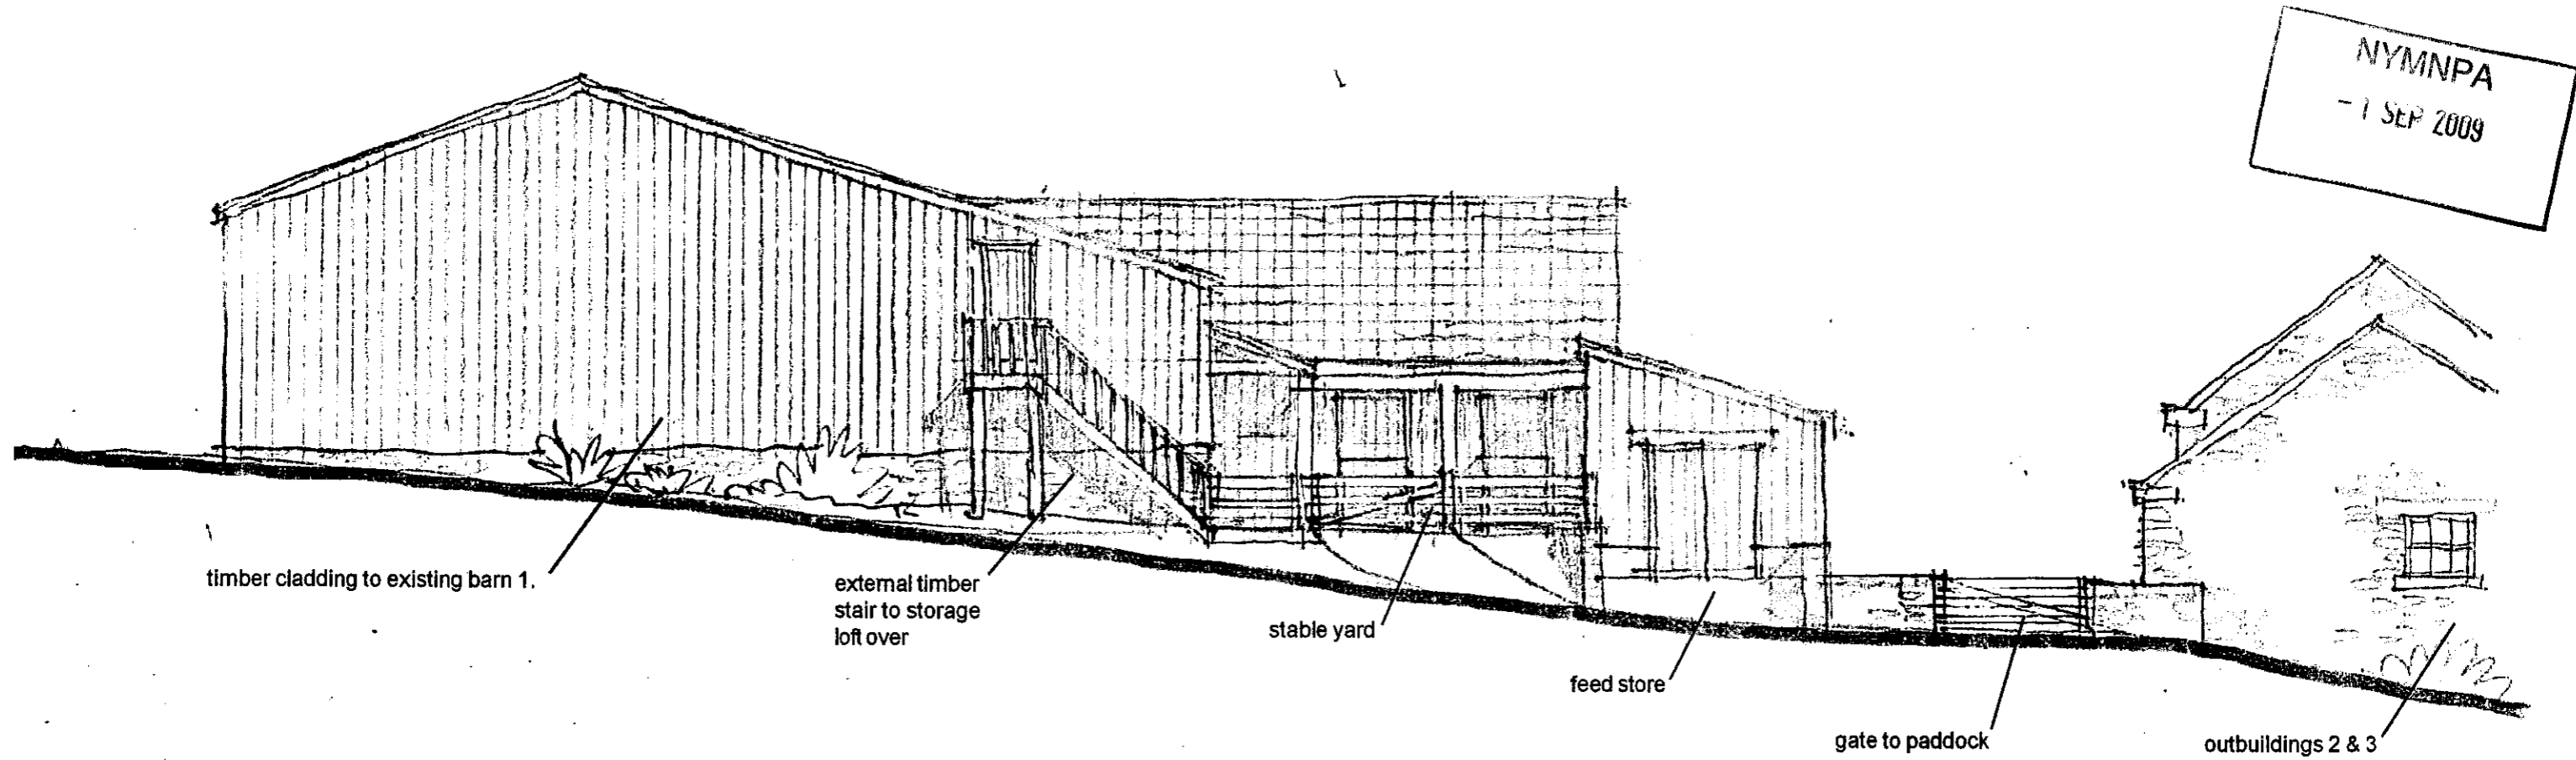 NYMNPA
- 1 SEP 2009
timber cladding to existing barn 1.
external timber
stair to storage
loft over
stable yard
feed store
gate to paddock
outbuildings 2 & 3